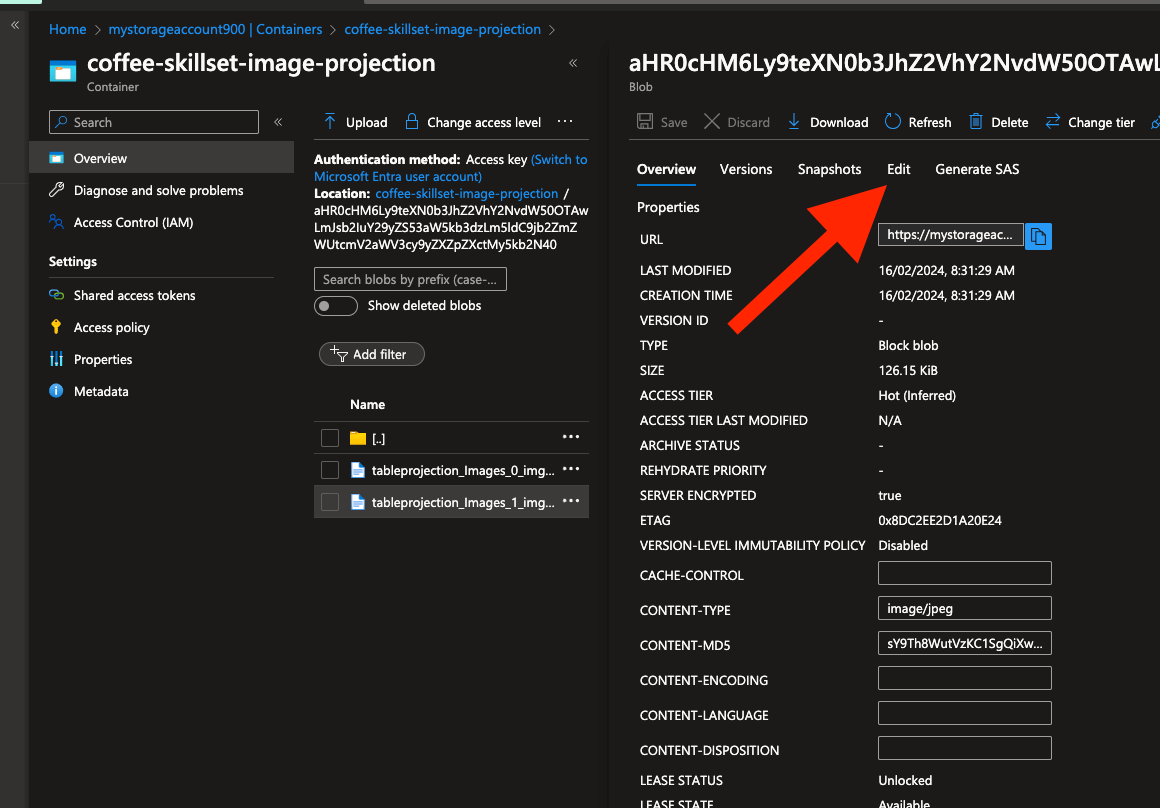 Home > mystorageaccount900 | Containers > coffee-skillset-image-projection >
coffee-skillset-image-projection
Container
Search
Overview
Diagnose and solve problems
Access Control (IAM)
Settings
Shared access tokens
Access policy
Properties
Metadata
Upload Change access level ...
Authentication method: Access key (Switch to
Microsoft Entra user account)
Location: coffee-skillset-image-projection /
aHR0cHM6Ly9teXN0b3JhZ2VhY2NvdW50OTAw
LmJsb2IuY29yZS53aW5kb3dzLm5ldC9jb2ZmZ
WUtcmV2aWV3cy9yZXZpZXctMy5kb2N40
Search blobs by prefix (case-...
Show deleted blobs
Add filter
Name
[..]
tableprojection_Images_0_img...
tableprojection_Images_1_img...
aHR0cHM6Ly9teXN0b3JhZ2VhY2NvdW50OTAwL
Blob
Save Discard Download Refresh Delete Change tier
Overview Versions Snapshots Edit Generate SAS
Properties
URL https://mystorageac...
LAST MODIFIED 16/02/2024, 8:31:29 AM
CREATION TIME 16/02/2024, 8:31:29 AM
VERSION ID -
TYPE Block blob
SIZE 126.15 KiB
ACCESS TIER Hot (Inferred)
ACCESS TIER LAST MODIFIED N/A
ARCHIVE STATUS -
REHYDRATE PRIORITY -
SERVER ENCRYPTED true
ETAG 0x8DC2EE2D1A20E24
VERSION-LEVEL IMMUTABILITY POLICY Disabled
CACHE-CONTROL
CONTENT-TYPE image/jpeg
CONTENT-MD5 sY9Th8WutVzKC1SgQiXw...
CONTENT-ENCODING
CONTENT-LANGUAGE
CONTENT-DISPOSITION
LEASE STATUS Unlocked
LEASE STATE Available